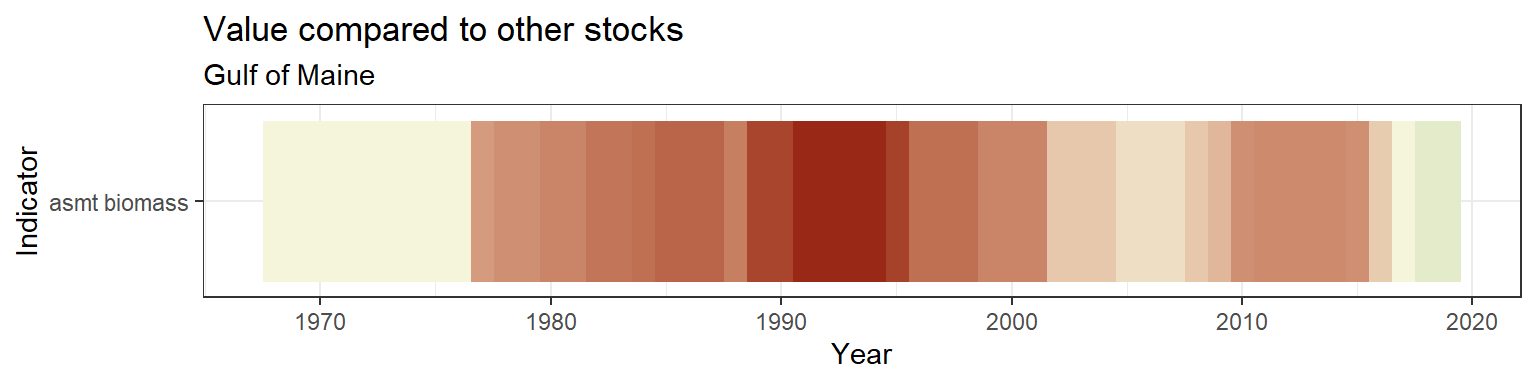 Value compared to other stocks
Gulf of Maine
Indicator
asmt biomass
1970 1980 1990 2000 2010 2020
Year